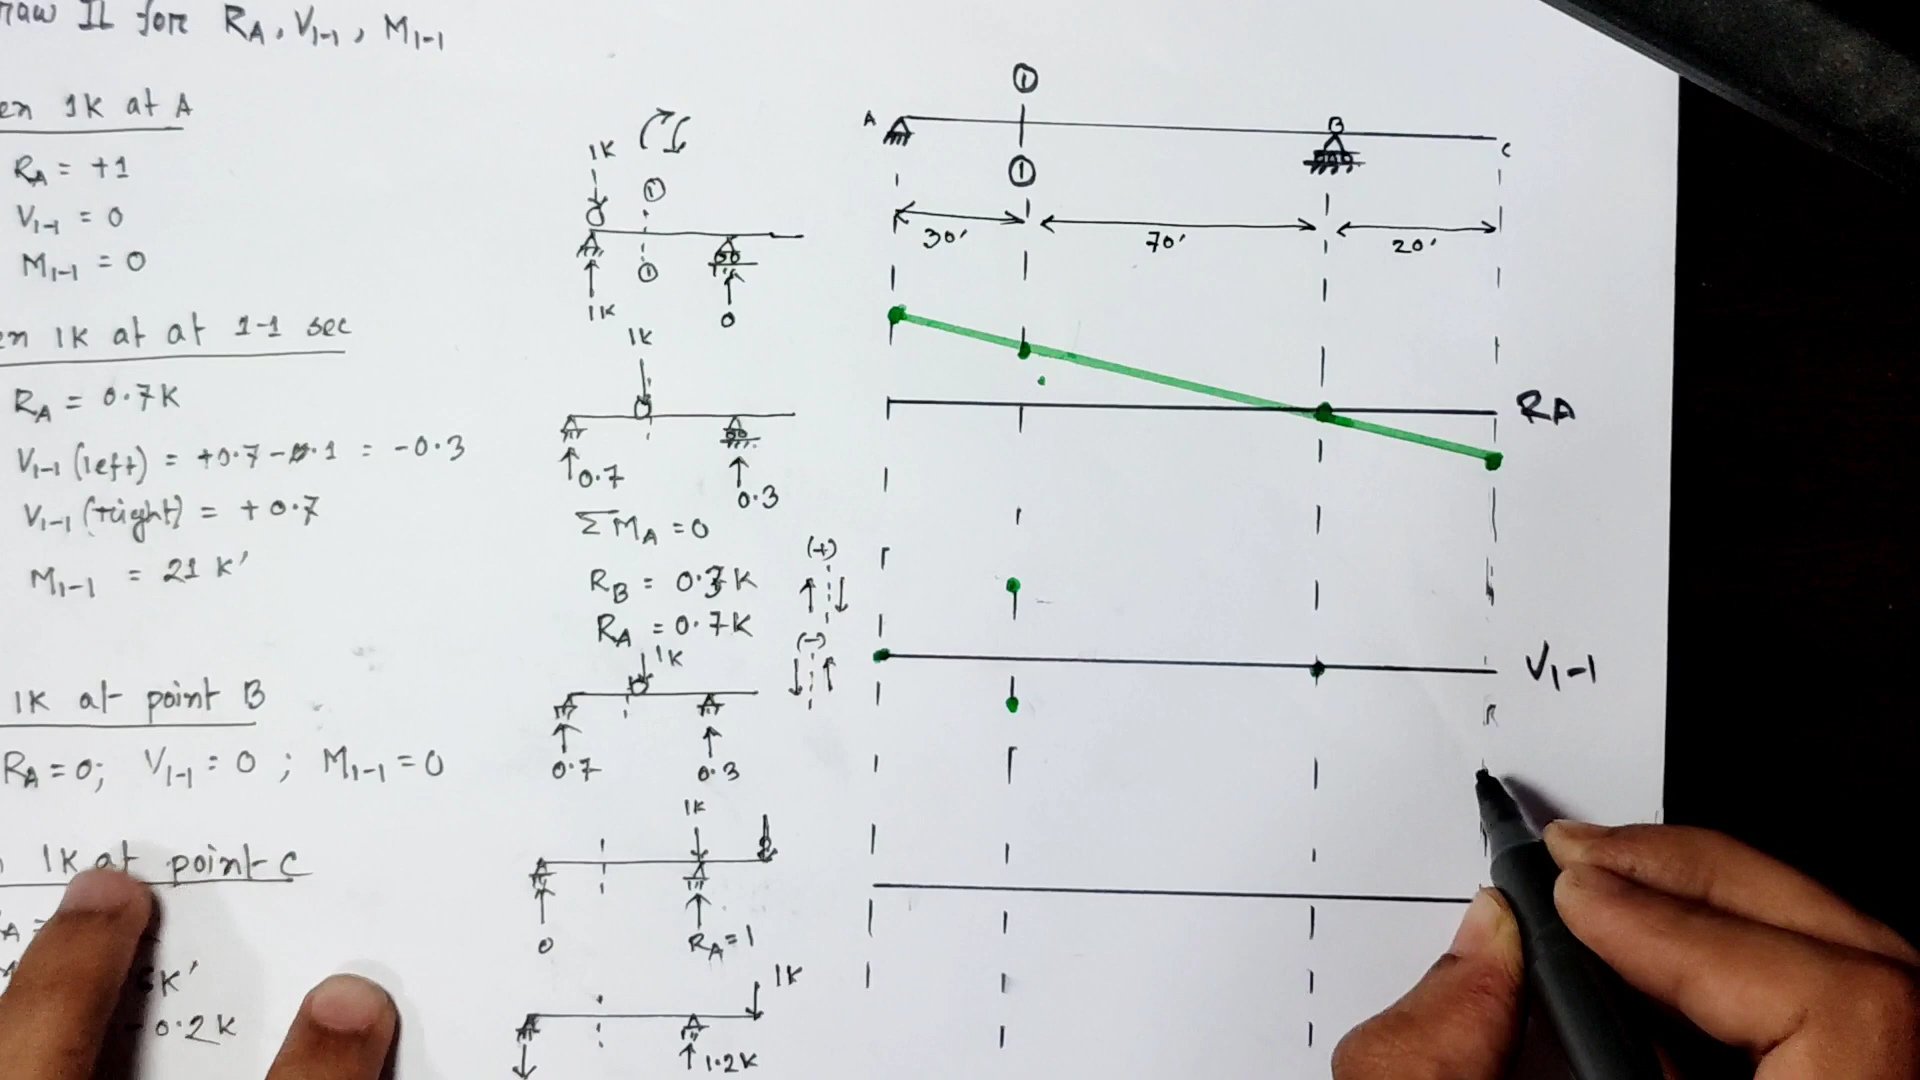 IL for RA, V1-1, M1-1
1K at A
RA = +1
V1-1 = 0
M1-1 = 0
1K at at 1-1 sec
RA = 0.7K
V1-1 (left) = +0.7 - 0.1 = -0.3
V1-1 (right) = +0.7
M1-1 = 21 K'
1K at point B
RA = 0; V1-1 = 0 ; M1-1 = 0
1K at point C
K'
0.2K
1K
1
1
1K
0
1K
0.7
0.3
ΣMA = 0
RB = 0.3K
RA = 0.7K
(+)
(-)
1K
0.7
0.3
1K
0
RA = 1
1K
1.2K
1
A
B
C
1
30'
70'
20'
RA
V1-1